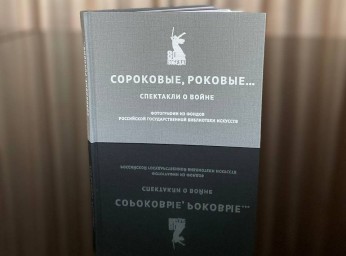 СОРОКОВЫЕ, РОКОВЫЕ...
СПЕКТАКЛИ О ВОЙНЕ
ФОТОГРАФИИ ИЗ ФОНДОВ
РОССИЙСКОЙ ГОСУДАРСТВЕННОЙ БИБЛИОТЕКИ ИСКУССТВ